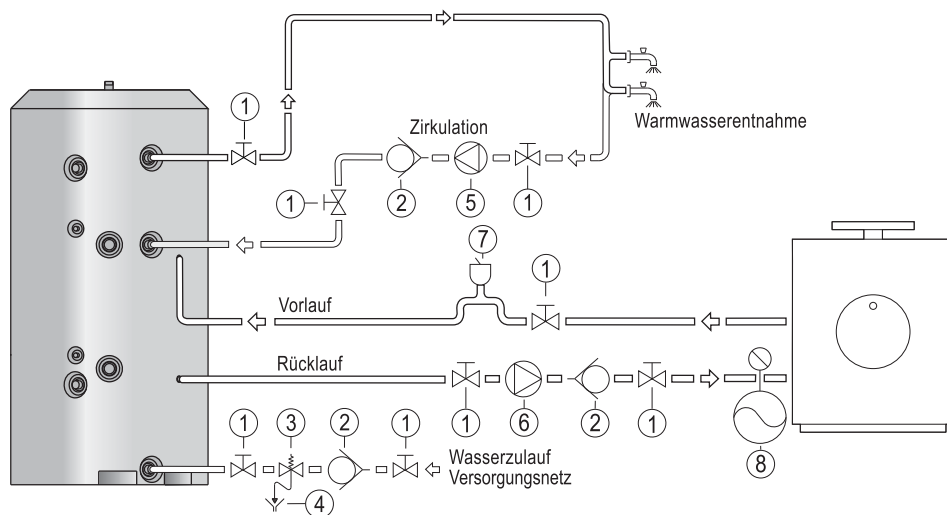 1
Zirkulation
Warmwasserentnahme
1
2
5
1
7
1
Vorlauf
Rücklauf
1
6
2
1
8
1
3
2
1
Wasserzulauf
Versorgungsnetz
4